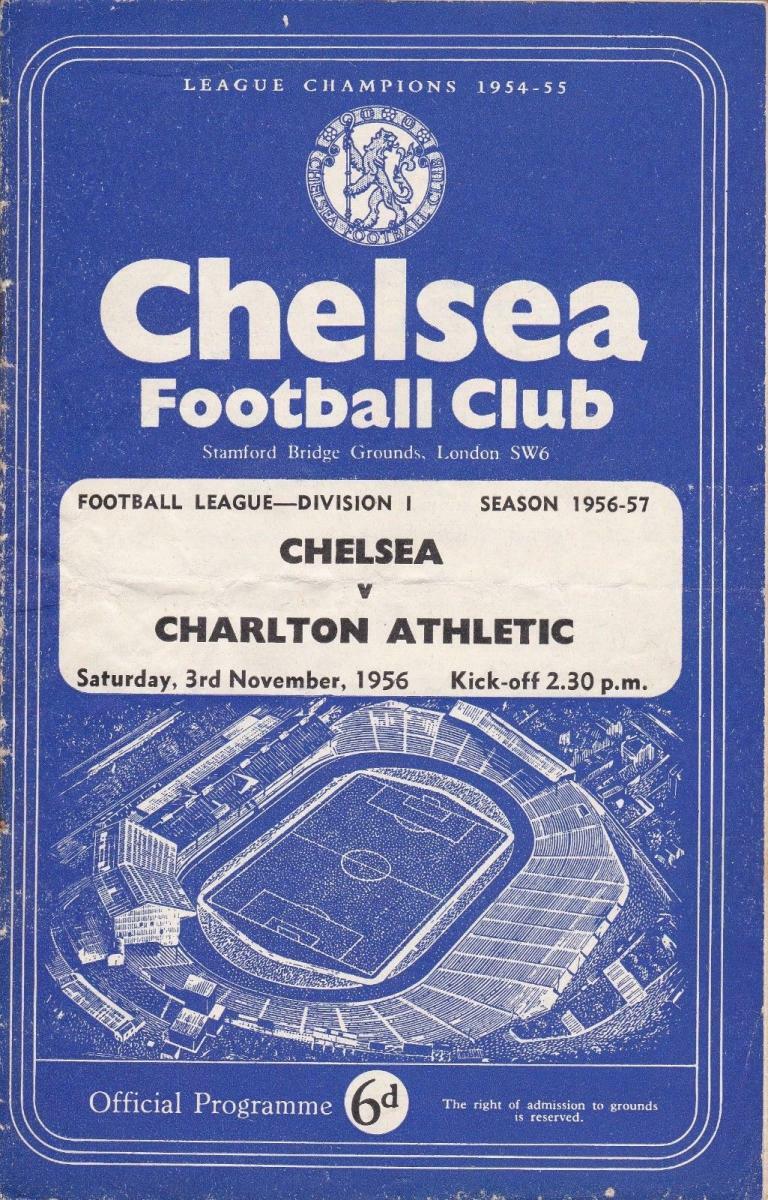 LEAGUE CHAMPIONS 1954-55
CHELSEA FOOTBALL CLUB
Chelsea
Football Club
Stamford Bridge Grounds, London SW6
FOOTBALL LEAGUE—DIVISION I SEASON 1956-57
CHELSEA
v
CHARLTON ATHLETIC
Saturday, 3rd November, 1956 Kick-off 2.30 p.m.
Official Programme 6d The right of admission to grounds
is reserved.